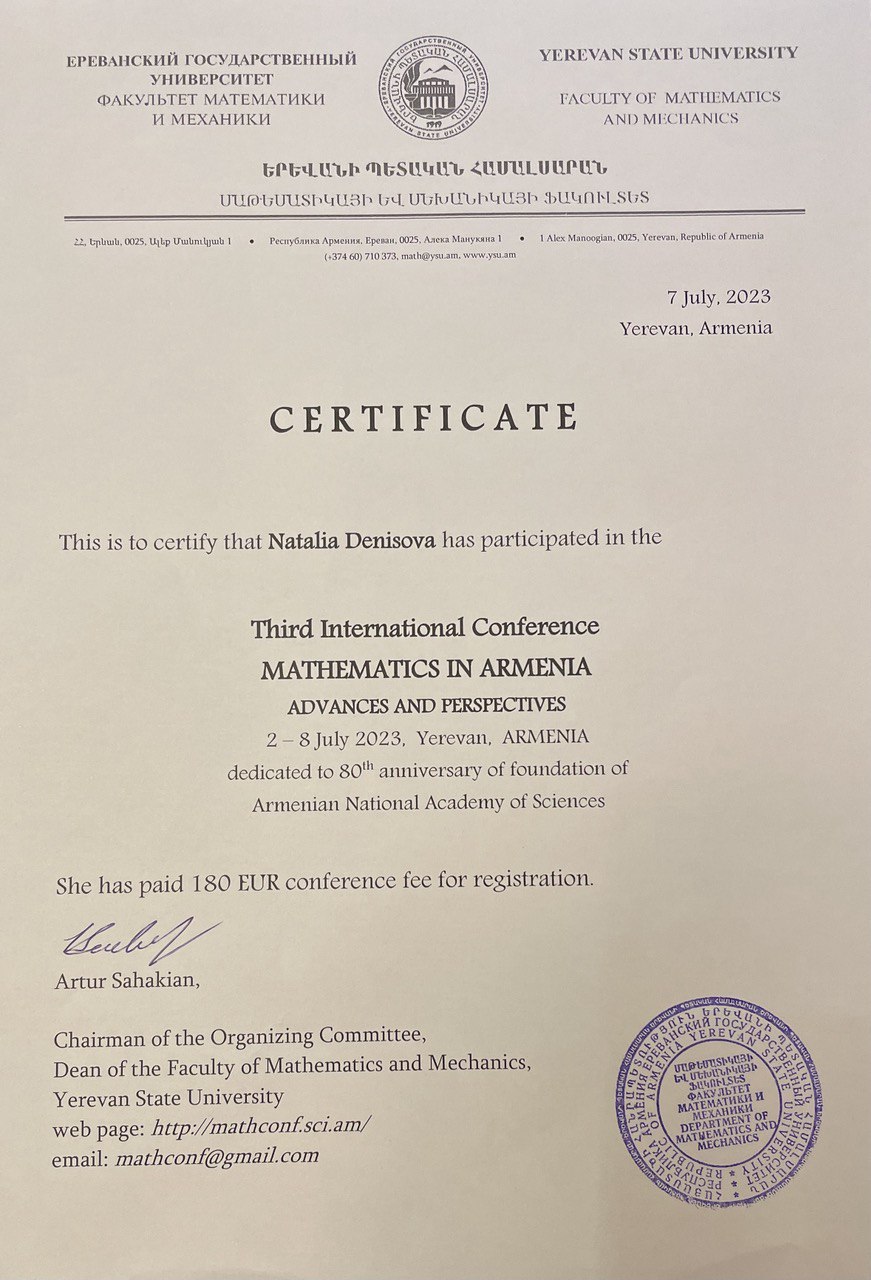 ЕРЕВАНСКИЙ ГОСУДАРСТВЕННЫЙ
УНИВЕРСИТЕТ
ФАКУЛЬТЕТ МАТЕМАТИКИ
И МЕХАНИКИ
1919
YEREVAN STATE UNIVERSITY
FACULTY OF MATHEMATICS
AND MECHANICS
ԵՐԵՎԱՆԻ ՊԵՏԱԿԱՆ ՀԱՄԱԼՍԱՐԱՆ
ՄԱԹԵՄԱՏԻԿԱՅԻ ԵՎ ՄԵԽԱՆԻԿԱՅԻ ՖԱԿՈՒԼՏԵՏ
ՀՀ, Երևան, 0025, Ալեք Մանուկյան 1 • Республика Армения, Ереван, 0025, Алека Манукяна 1 • 1 Alex Manoogian, 0025, Yerevan, Republic of Armenia
(+374 60) 710 373, math@ysu.am, www.ysu.am
7 July, 2023
Yerevan, Armenia
CERTIFICATE
This is to certify that Natalia Denisova has participated in the
Third International Conference
MATHEMATICS IN ARMENIA
ADVANCES AND PERSPECTIVES
2 – 8 July 2023, Yerevan, ARMENIA
dedicated to 80th anniversary of foundation of
Armenian National Academy of Sciences
She has paid 180 EUR conference fee for registration.
Artur Sahakian,
Chairman of the Organizing Committee,
Dean of the Faculty of Mathematics and Mechanics,
Yerevan State University
web page: http://mathconf.sci.am/
email: mathconf@gmail.com
ՄԱԹԵՄԱՏԻԿԱՅԻ
ԵՎ ՄԵԽԱՆԻԿԱՅԻ
ՖԱԿՈՒԼՏԵՏ
ФАКУЛЬТЕТ
МАТЕМАТИКИ И
МЕХАНИКИ
DEPARTMENT OF
MATHEMATICS AND
MECHANICS